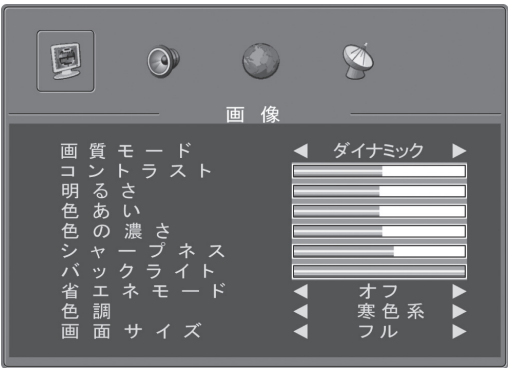 画像
画質モード ダイナミック
コントラスト
明るさ
色あい
色の濃さ
シャープネス
バックライト
省エネモード オフ
色調 寒色系
画面サイズ フル